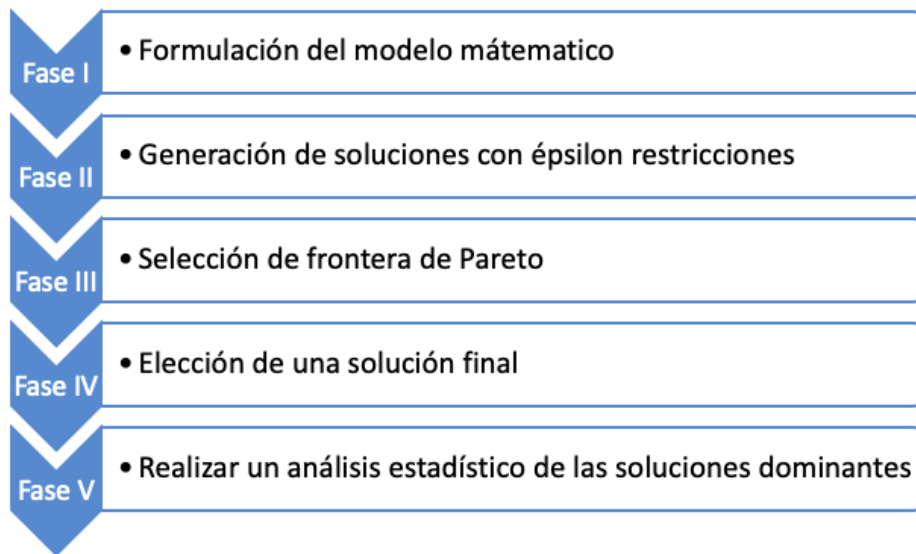 Fase I
• Formulación del modelo mátematico
Fase II
• Generación de soluciones con épsilon restricciones
Fase III
• Selección de frontera de Pareto
Fase IV
• Elección de una solución final
Fase V
• Realizar un análisis estadístico de las soluciones dominantes